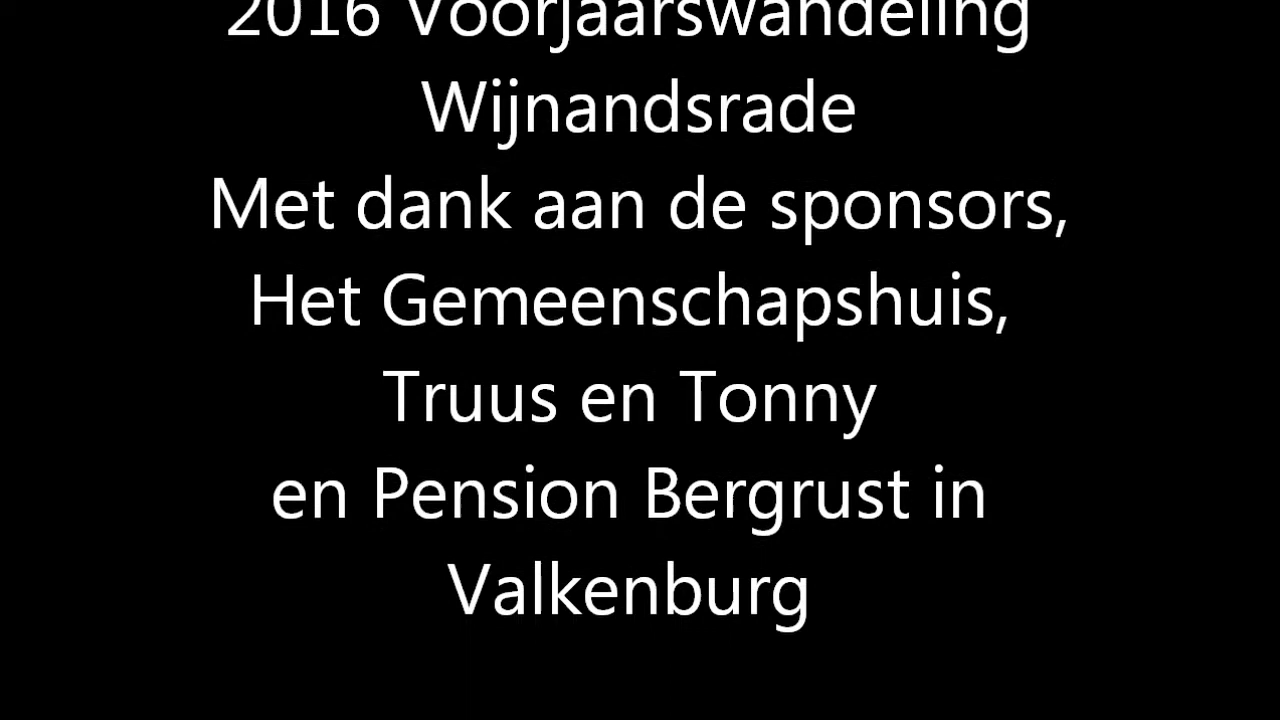 2016 Voorjaarswandeling
Wijnandsrade
Met dank aan de sponsors,
Het Gemeenschapshuis,
Truus en Tonny
en Pension Bergrust in
Valkenburg